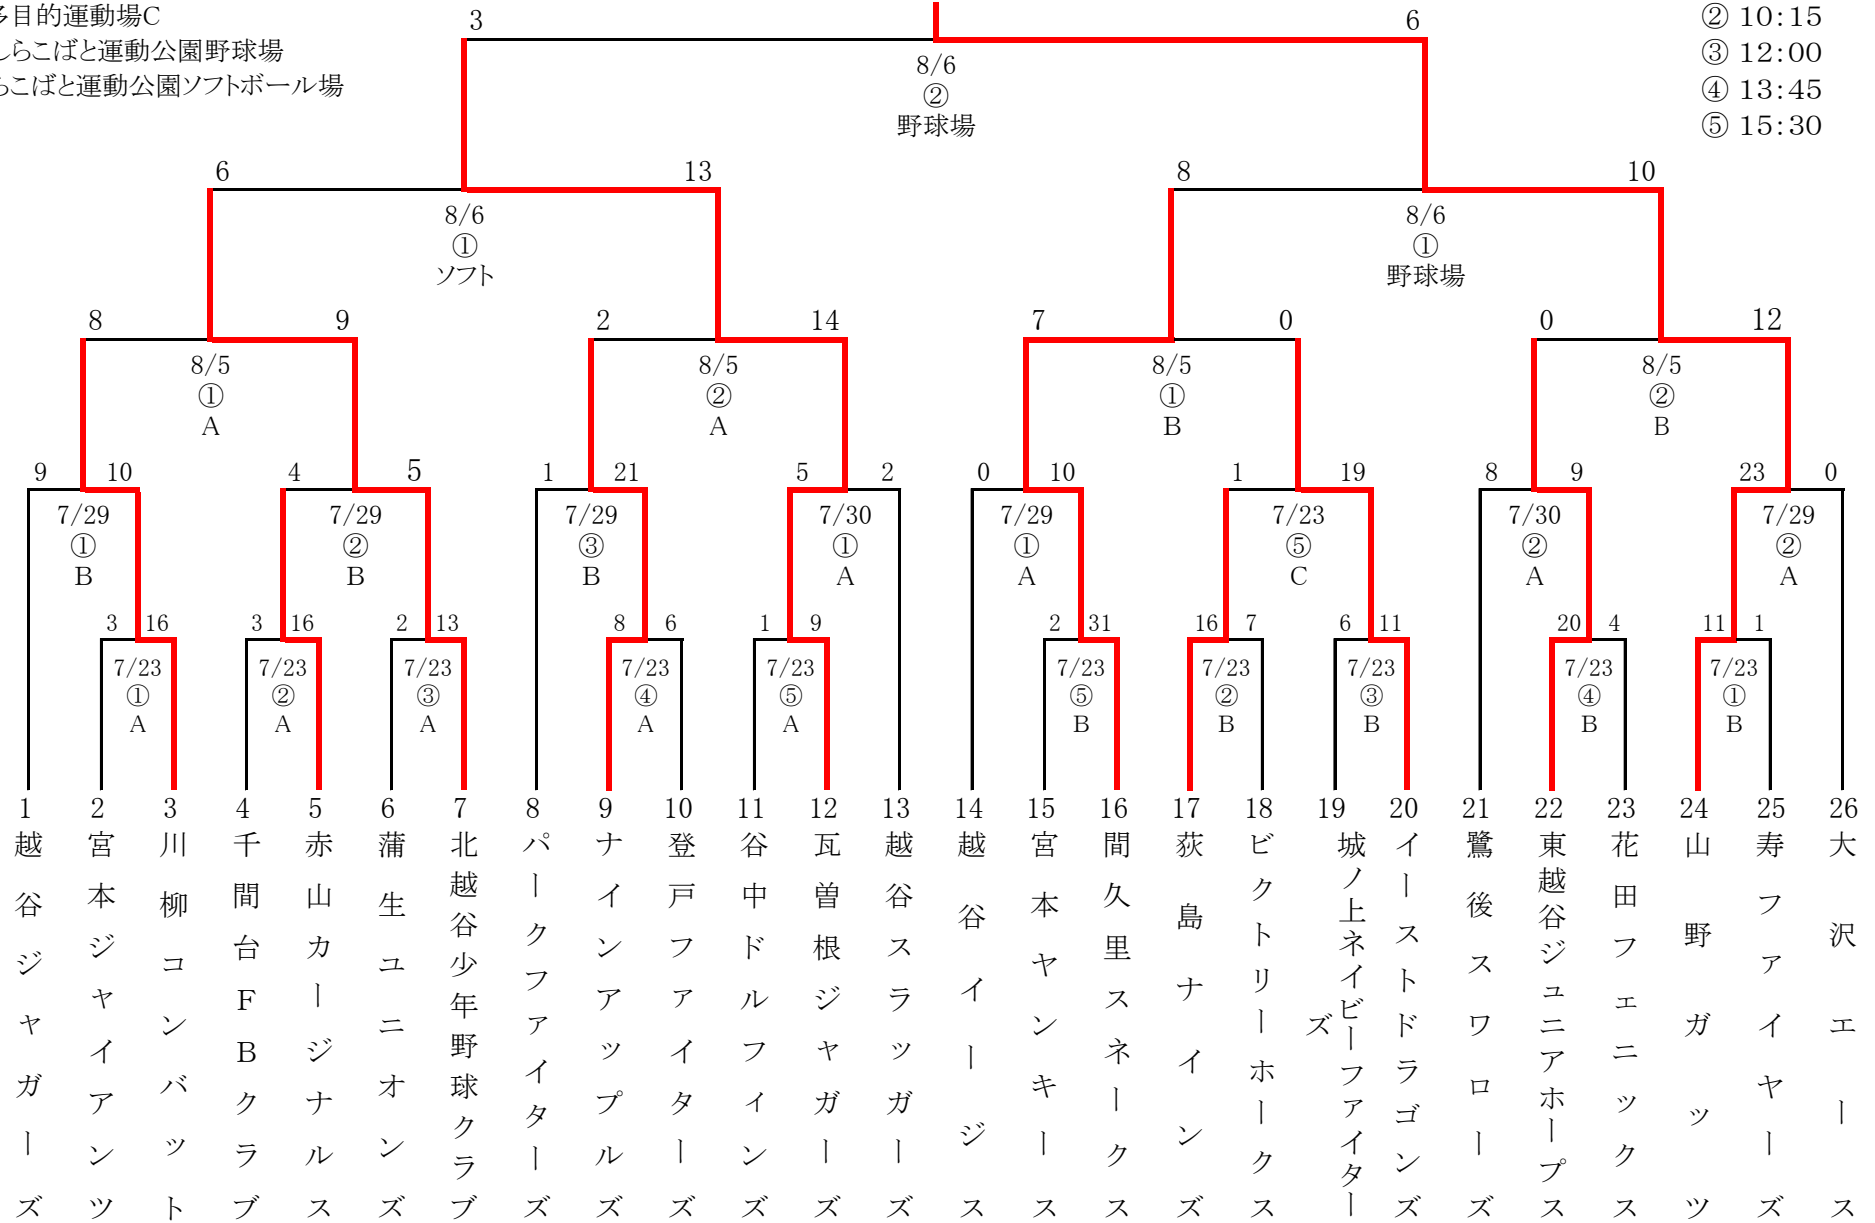 多目的運動場C
しらこばと運動公園野球場
らこばと運動公園ソフトボール場
② 10:15
③ 12:00
④ 13:45
⑤ 15:30
3 6
8/6
②
野球場
6 13 8 10
8/6 8/6
① ①
ソフト 野球場
8 9 2 14 7 0 0 12
8/5 8/5 8/5 8/5
① ② ① ②
A A B B
9 10 4 5 1 21 5 2 0 10 1 19 8 9 23 0
7/29 7/29 7/29 7/30 7/29 7/23 7/30 7/29
① ② ③ ① ① ⑤ ② ②
B B B A A C A A
3 16 3 16 2 13 8 6 1 9 2 31 16 7 6 11 20 4 11 1
7/23 7/23 7/23 7/23 7/23 7/23 7/23 7/23 7/23 7/23
① ② ③ ④ ⑤ ⑤ ② ③ ④ ①
A A A A A B B B B B
1 越谷ジャガーズ
2 宮本ジャイアンツ
3 川柳コンバット
4 千間台FBクラブ
5 赤山カージナルス
6 蒲生ユニオンズ
7 北越谷少年野球クラブ
8 パークファイターズ
9 ナインアップルズ
10 登戸ファイターズ
11 谷中ドルフィンズ
12 瓦曽根ジャガーズ
13 越谷スラッガーズ
14 越谷イージス
15 宮本ヤンキース
16 間久里スネークス
17 荻島ナインズ
18 ビクトリーホークス
19 城ノ上ネイビーファイターズ
20 イーストドラゴンズ
21 鷺後スワローズ
22 東越谷ジュニアホープス
23 花田フェニックス
24 山野ガッツ
25 寿ファイヤーズ
26 大沢エース